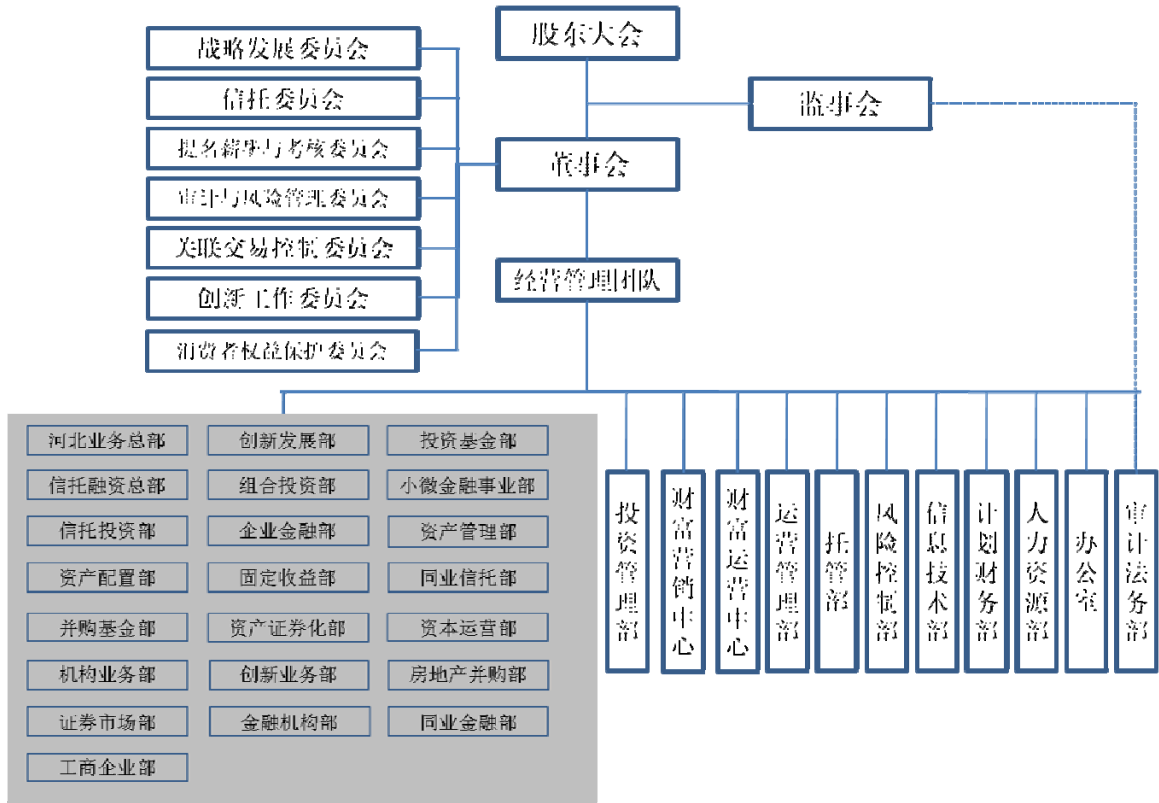 股东大会
战略发展委员会
信托委员会
监事会
提名薪酬与考核委员会
董事会
审计与风险管理委员会
关联交易控制委员会
经营管理团队
创新工作委员会
消费者权益保护委员会
河北业务总部
创新发展部
投资基金部
信托融资总部
组合投资部
小微金融事业部
信托投资部
企业金融部
资产管理部
资产配置部
固定收益部
同业信托部
并购基金部
资产证券化部
资本运营部
机构业务部
创新业务部
房地产并购部
证券市场部
金融机构部
同业金融部
工商企业部
投资管理部
财富营销中心
财富运营中心
运营管理部
托管部
风险控制部
信息技术部
计划财务部
人力资源部
办公室
审计法务部